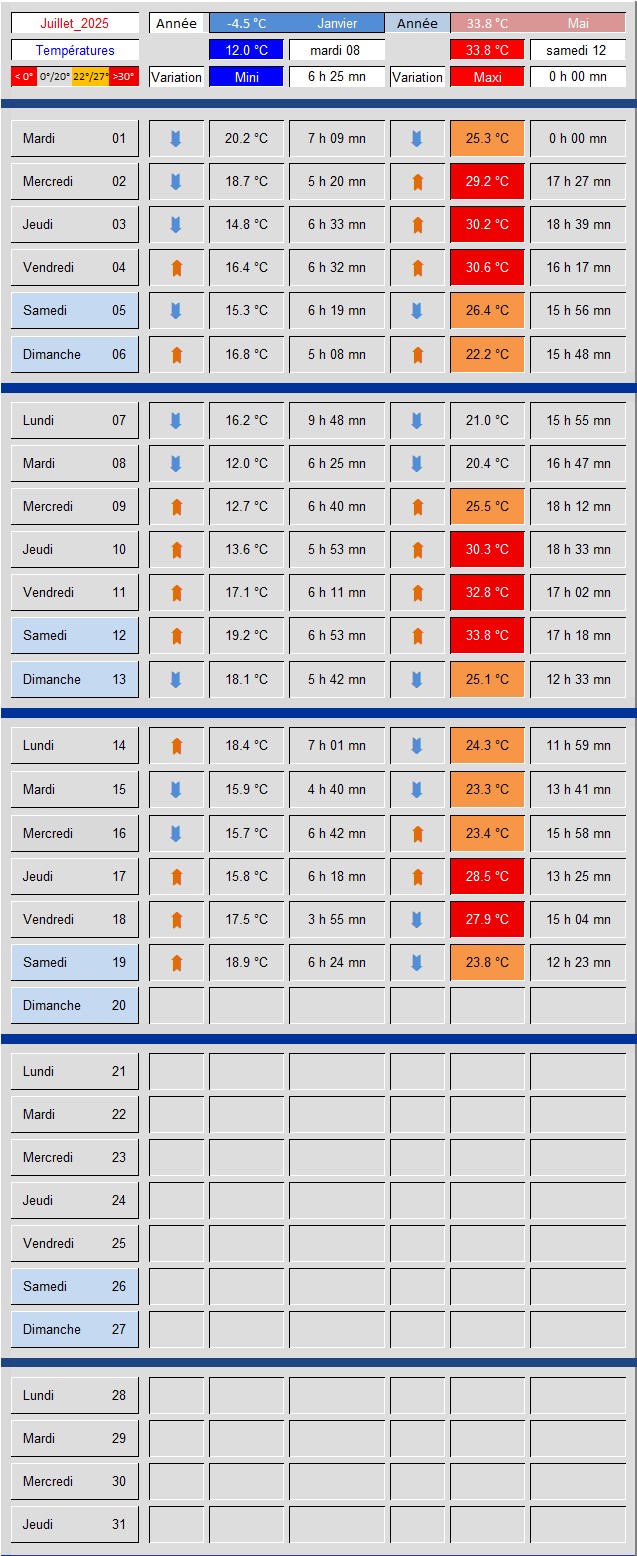 Juillet_2025 Année -4.5 °C Janvier Année 33.8 °C Mai
Températures 12.0 °C mardi 08 33.8 °C samedi 12
< 0° 0°/20° 22°/27° >30° Variation Mini 6 h 25 mn Variation Maxi 0 h 00 mn
Mardi 01 20.2 °C 7 h 09 mn 25.3 °C 0 h 00 mn
Mercredi 02 18.7 °C 5 h 20 mn 29.2 °C 17 h 27 mn
Jeudi 03 14.8 °C 6 h 33 mn 30.2 °C 18 h 39 mn
Vendredi 04 16.4 °C 6 h 32 mn 30.6 °C 16 h 17 mn
Samedi 05 15.3 °C 6 h 19 mn 26.4 °C 15 h 56 mn
Dimanche 06 16.8 °C 5 h 08 mn 22.2 °C 15 h 48 mn
Lundi 07 16.2 °C 9 h 48 mn 21.0 °C 15 h 55 mn
Mardi 08 12.0 °C 6 h 25 mn 20.4 °C 16 h 47 mn
Mercredi 09 12.7 °C 6 h 40 mn 25.5 °C 18 h 12 mn
Jeudi 10 13.6 °C 5 h 53 mn 30.3 °C 18 h 33 mn
Vendredi 11 17.1 °C 6 h 11 mn 32.8 °C 17 h 02 mn
Samedi 12 19.2 °C 6 h 53 mn 33.8 °C 17 h 18 mn
Dimanche 13 18.1 °C 5 h 42 mn 25.1 °C 12 h 33 mn
Lundi 14 18.4 °C 7 h 01 mn 24.3 °C 11 h 59 mn
Mardi 15 15.9 °C 4 h 40 mn 23.3 °C 13 h 41 mn
Mercredi 16 15.7 °C 6 h 42 mn 23.4 °C 15 h 58 mn
Jeudi 17 15.8 °C 6 h 18 mn 28.5 °C 13 h 25 mn
Vendredi 18 17.5 °C 3 h 55 mn 27.9 °C 15 h 04 mn
Samedi 19 18.9 °C 6 h 24 mn 23.8 °C 12 h 23 mn
Dimanche 20
Lundi 21
Mardi 22
Mercredi 23
Jeudi 24
Vendredi 25
Samedi 26
Dimanche 27
Lundi 28
Mardi 29
Mercredi 30
Jeudi 31